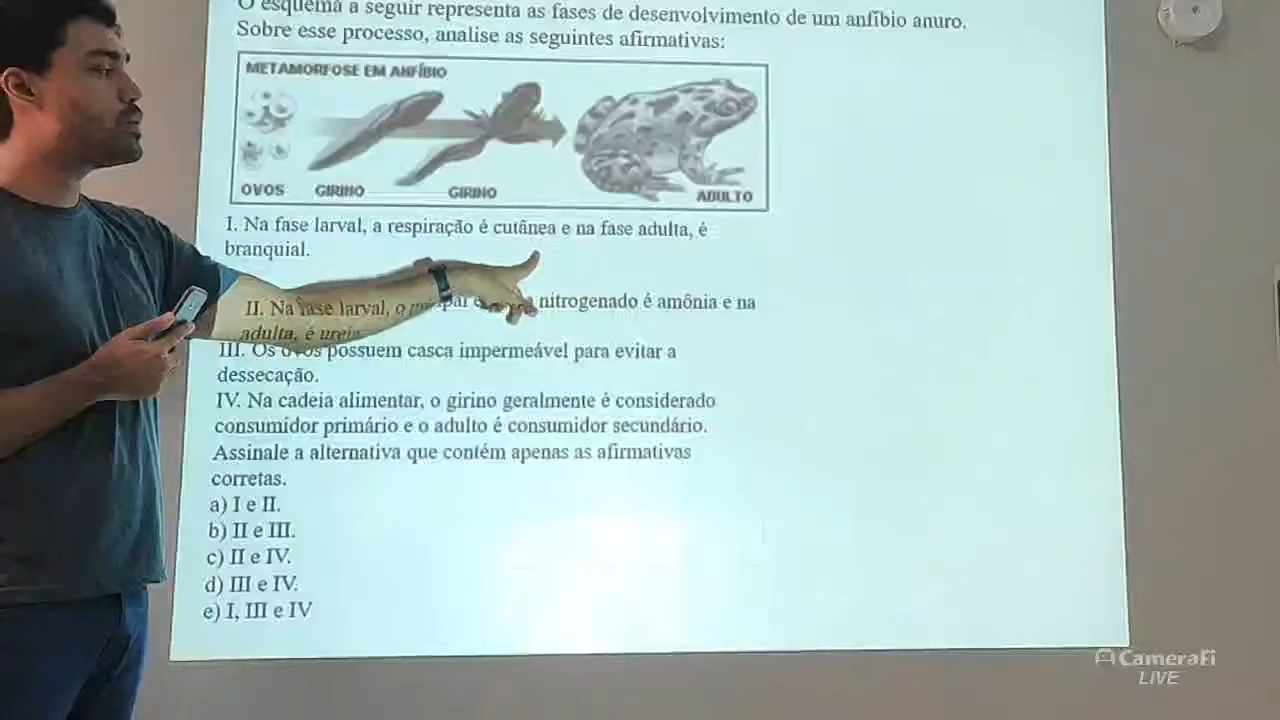 O esquema a seguir representa as fases de desenvolvimento de um anfíbio anuro.
Sobre esse processo, analise as seguintes afirmativas:
METAMORFOSE EM ANFÍBIO
OVOS GIRINO GIRINO ADULTO
I. Na fase larval, a respiração é cutânea e na fase adulta, é
branquial.
II. Na fase larval, o nitrogenado é amônia e na
adulta, é ureia
III. Os ovos possuem casca impermeável para evitar a
dessecação.
IV. Na cadeia alimentar, o girino geralmente é considerado
consumidor primário e o adulto é consumidor secundário.
Assinale a alternativa que contém apenas as afirmativas
corretas.
a) I e II.
b) II e III.
c) II e IV.
d) III e IV.
e) I, III e IV
CameraFi
LIVE